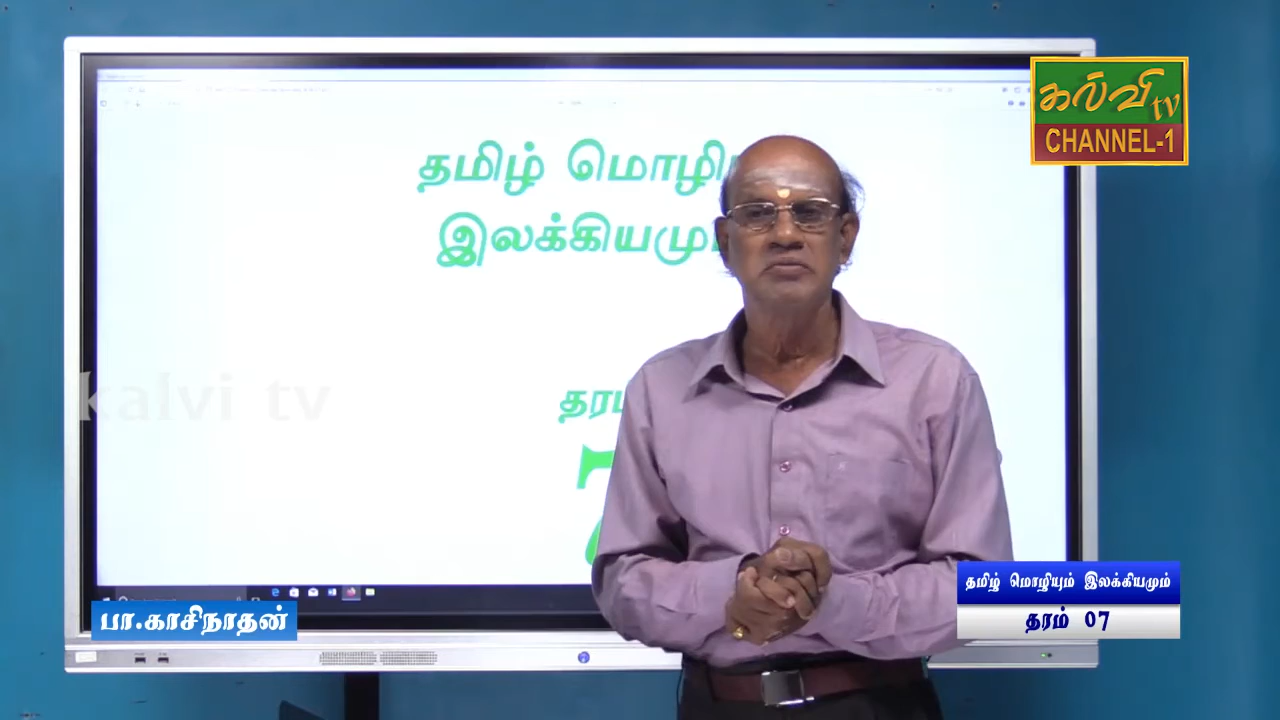 கல்வி tv
CHANNEL-1
தமிழ்
இலக்கியமும்
kalvi tv
பா.காசிநாதன்
தமிழ் மொழியும் இலக்கியமும்
தரம் 07